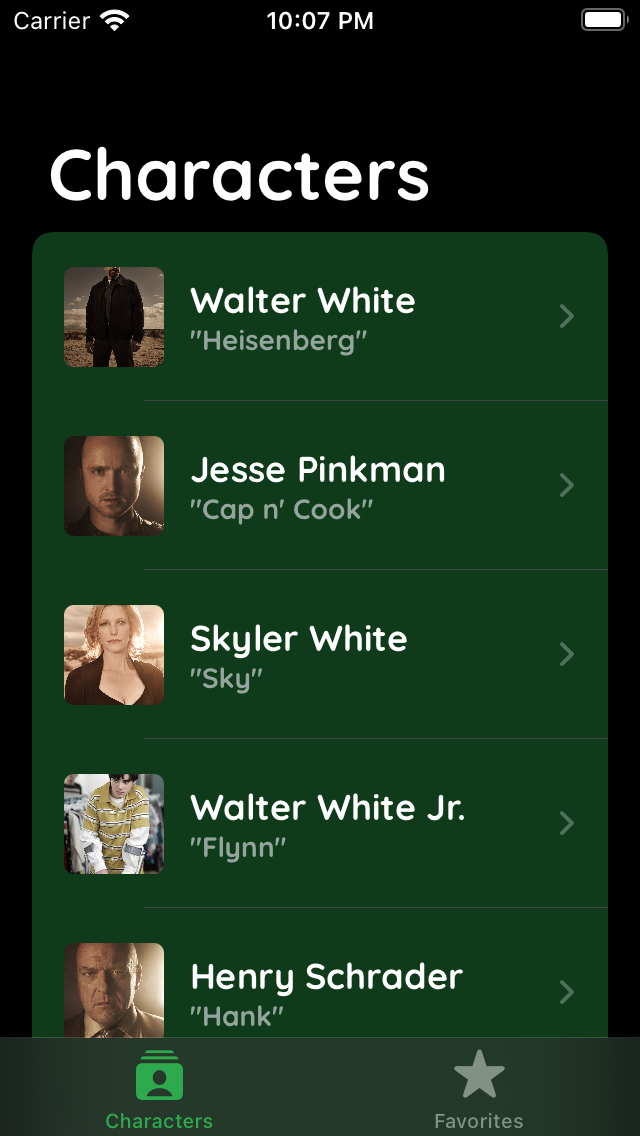 Carrier 10:07 PM
Characters
Walter White
"Heisenberg"
Jesse Pinkman
"Cap n' Cook"
Skyler White
"Sky"
Walter White Jr.
"Flynn"
Henry Schrader
"Hank"
Characters Favorites